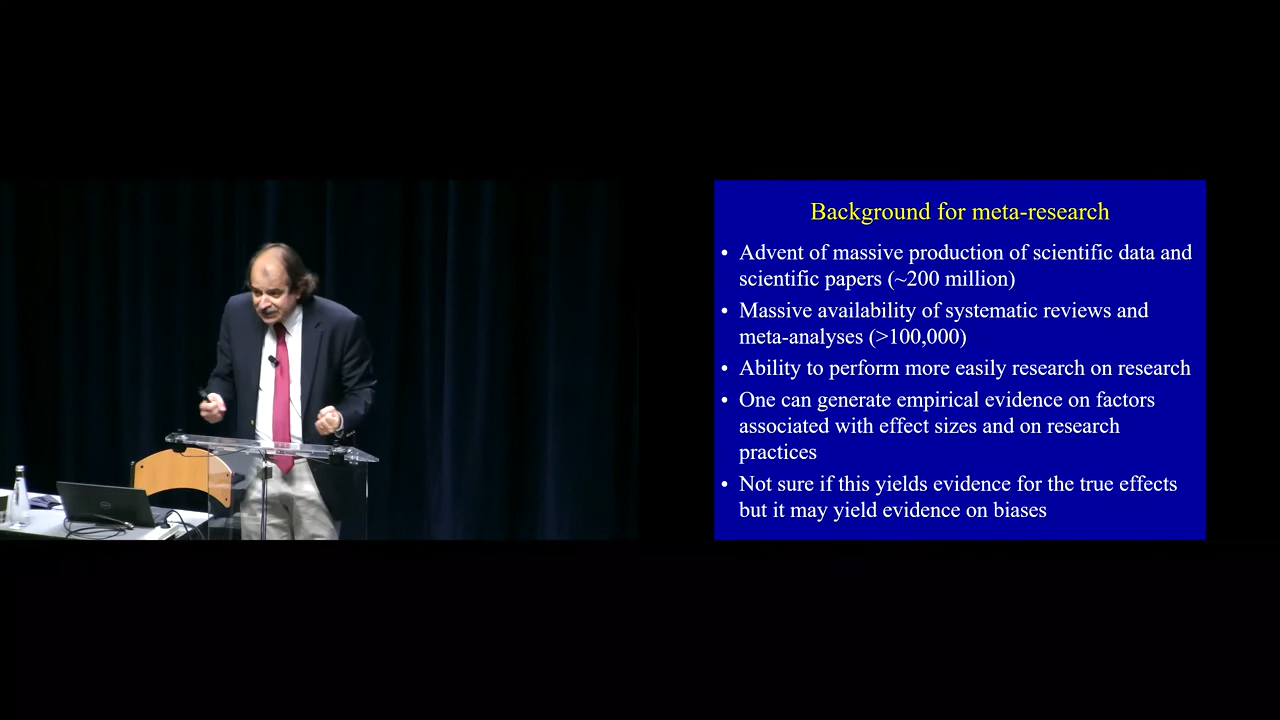 Background for meta-research
• Advent of massive production of scientific data and
scientific papers (~200 million)
• Massive availability of systematic reviews and
meta-analyses (>100,000)
• Ability to perform more easily research on research
• One can generate empirical evidence on factors
associated with effect sizes and on research
practices
• Not sure if this yields evidence for the true effects
but it may yield evidence on biases